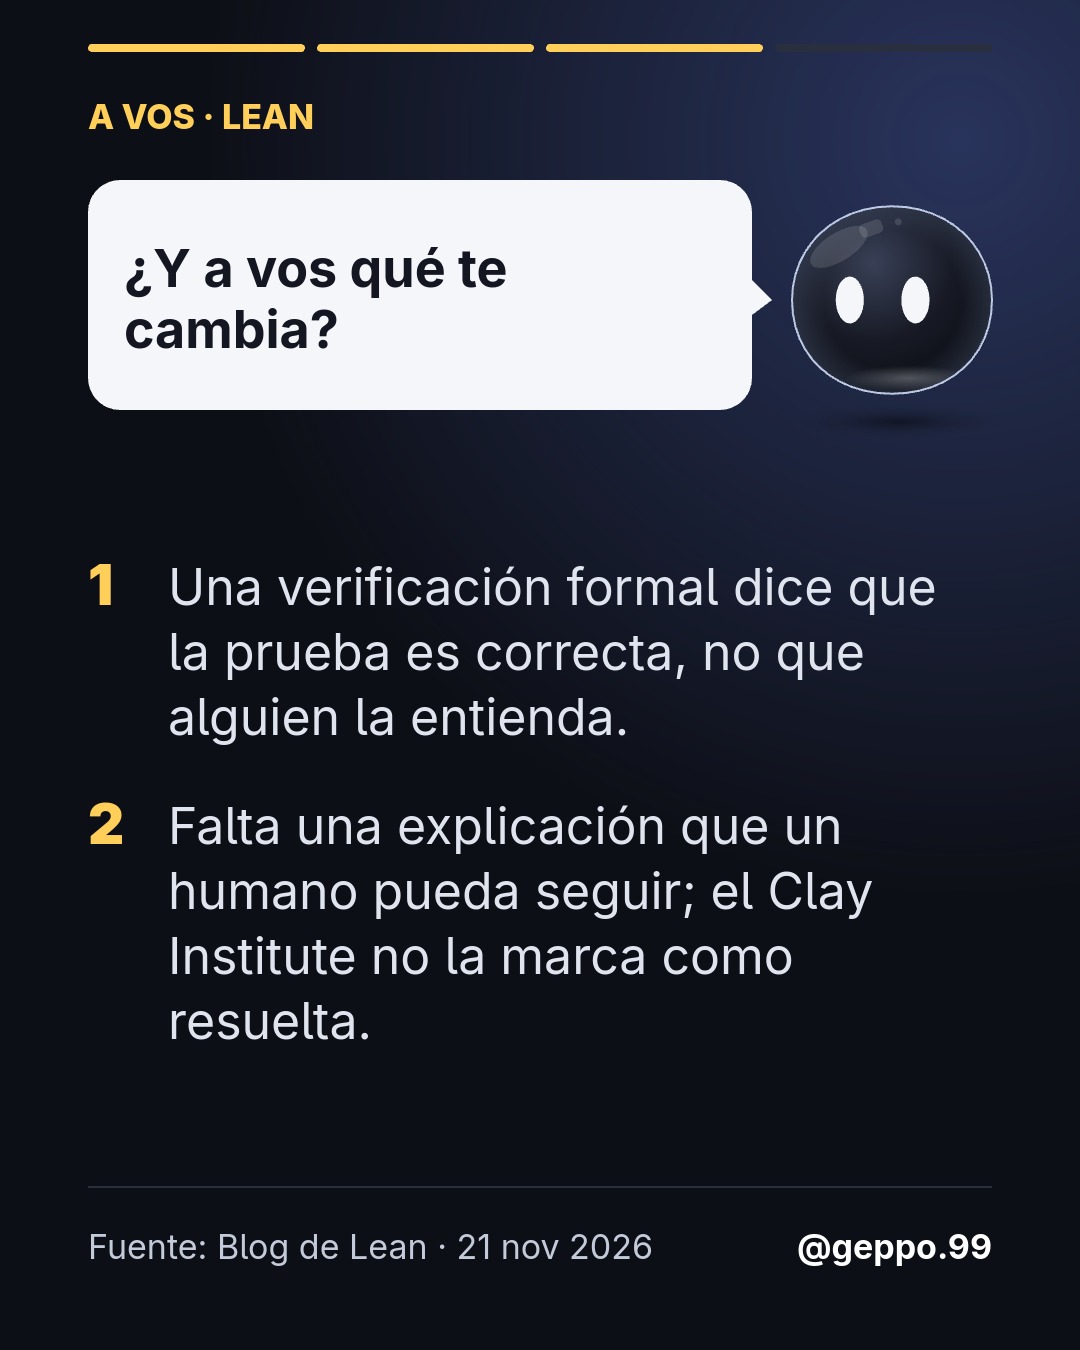 A VOS · LEAN
¿Y a vos qué te
cambia?
1 Una verificación formal dice que
la prueba es correcta, no que
alguien la entienda.
2 Falta una explicación que un
humano pueda seguir; el Clay
Institute no la marca como
resuelta.
Fuente: Blog de Lean · 21 nov 2026 @geppo.99